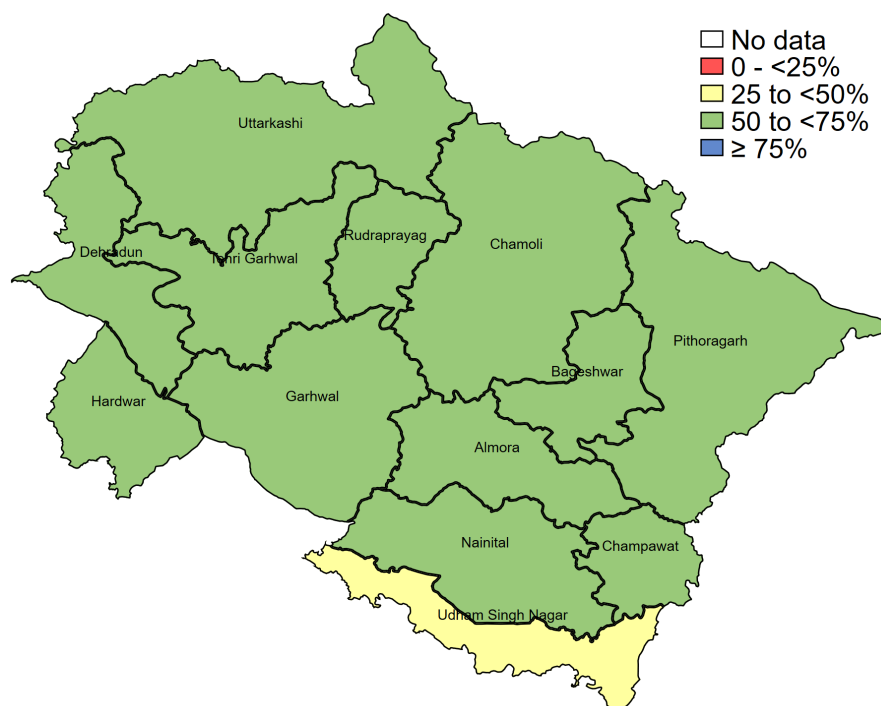 No data
0 - <25%
25 to <50%
50 to <75%
≥ 75%
Uttarkashi
Rudraprayag
Chamoli
Dehradun
Tehri Garhwal
Pithoragarh
Bageshwar
Hardwar
Garhwal
Almora
Nainital
Champawat
Udham Singh Nagar